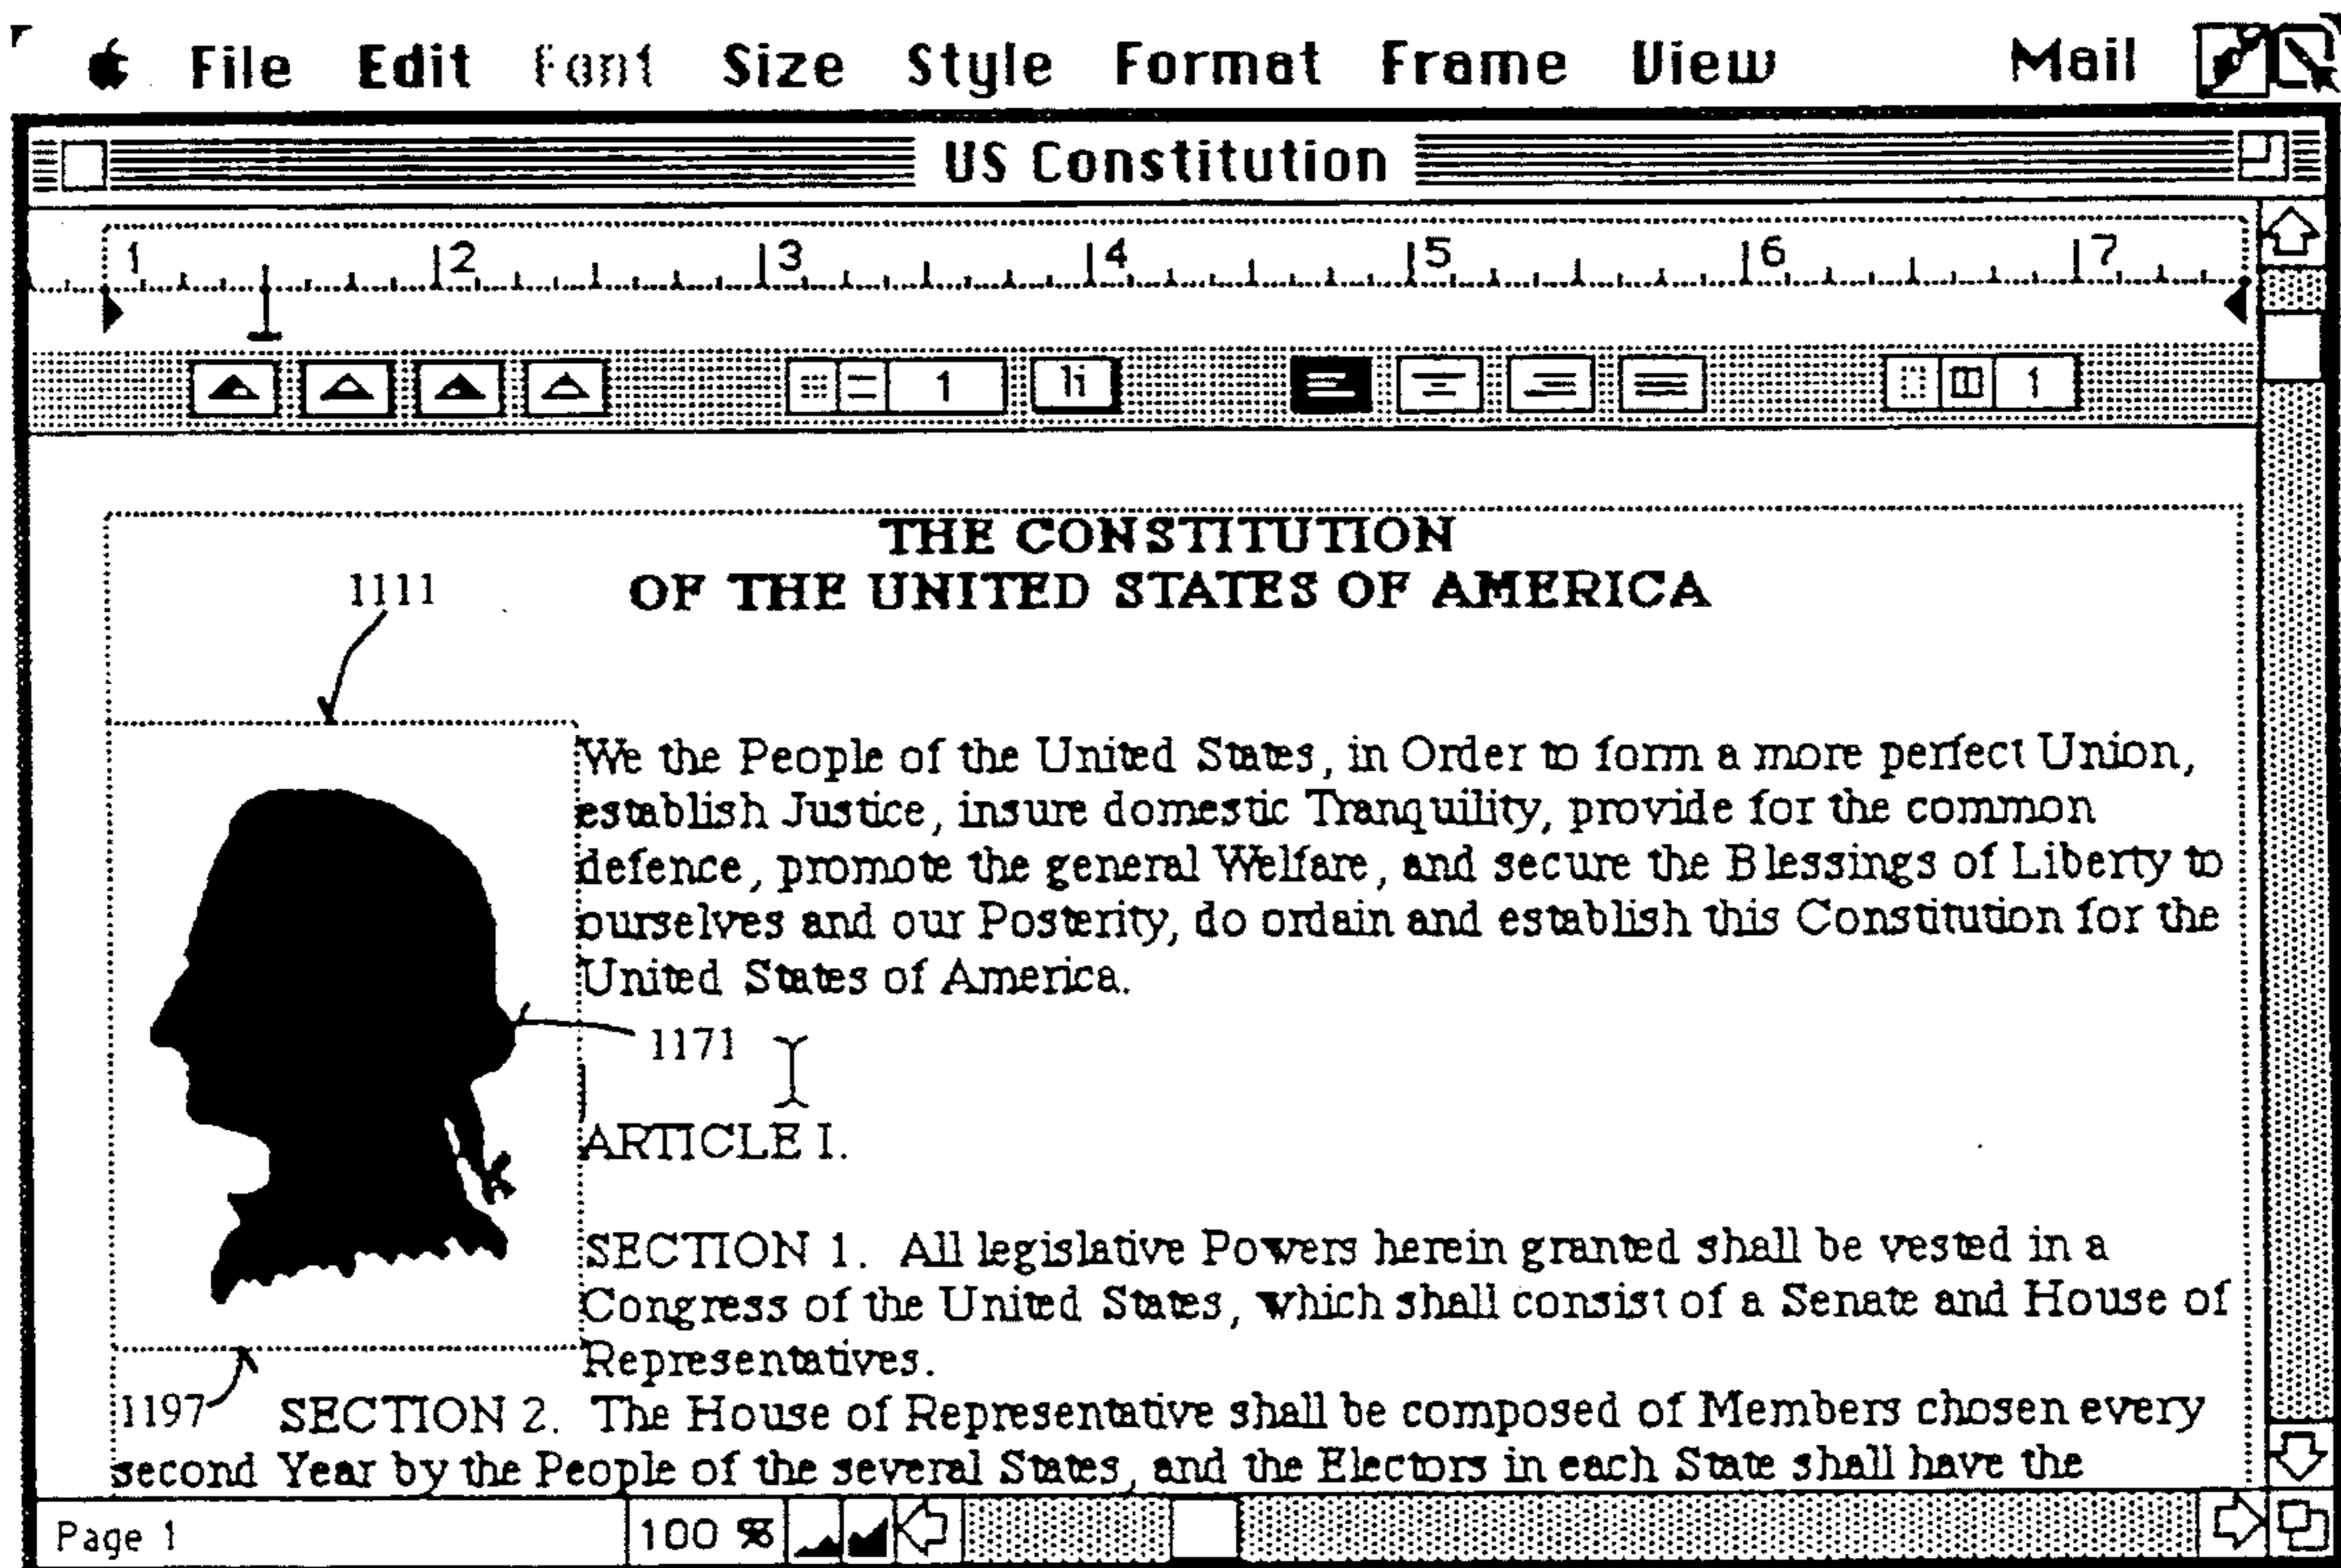 File Edit Font Size Style Format Frame View Mail
US Constitution
1 2 3 4 5 6 7
1 li 1
THE CONSTITUTION
OF THE UNITED STATES OF AMERICA
1111
We the People of the United States, in Order to form a more perfect Union,
establish Justice, insure domestic Tranquility, provide for the common
defence, promote the general Welfare, and secure the Blessings of Liberty to
ourselves and our Posterity, do ordain and establish this Constitution for the
United States of America.
1171
ARTICLE I.
SECTION 1. All legislative Powers herein granted shall be vested in a
Congress of the United States, which shall consist of a Senate and House of
Representatives.
1197
SECTION 2. The House of Representative shall be composed of Members chosen every
second Year by the People of the several States, and the Electors in each State shall have the
Page 1 100 %